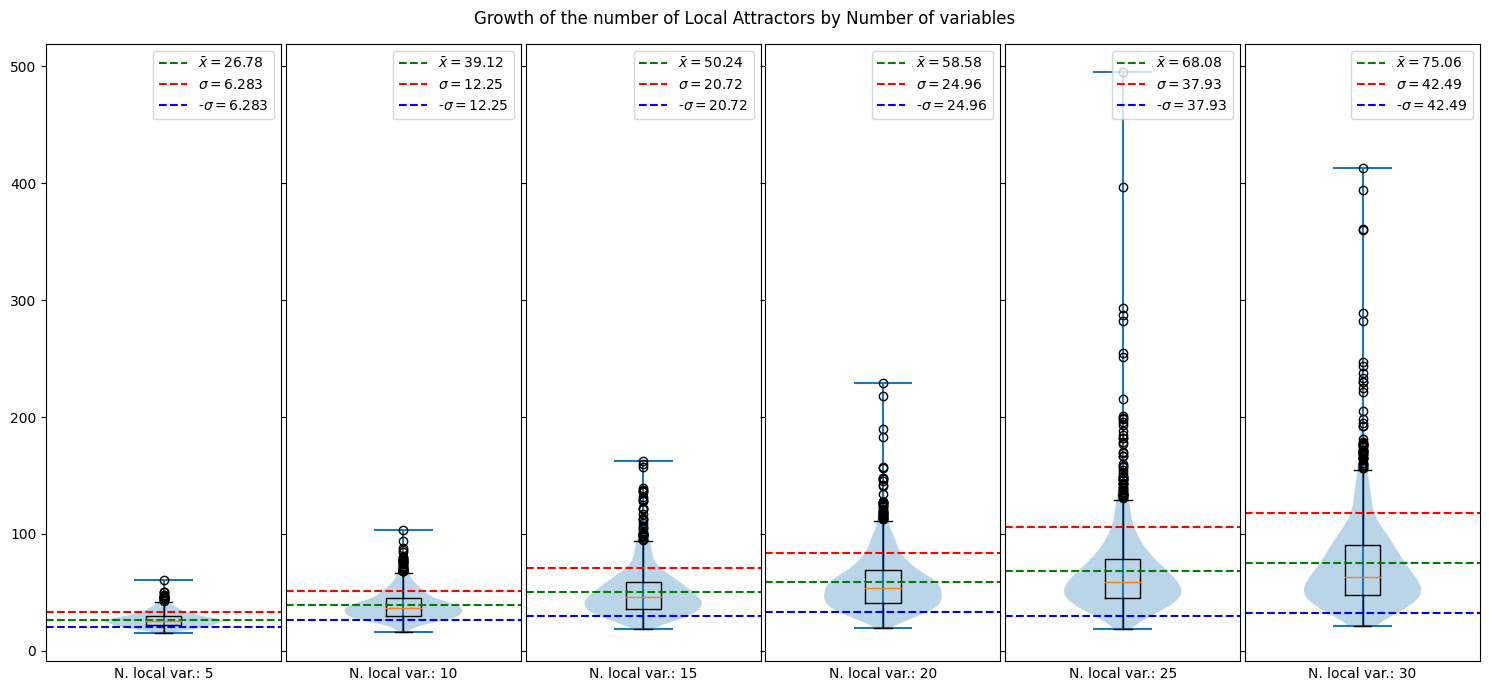 Growth of the number of Local Attractors by Number of variables
500
400
300
200
100
0
x̄ = 26.78
σ = 6.283
-σ = 6.283
N. local var.: 5
x̄ = 39.12
σ = 12.25
-σ = 12.25
N. local var.: 10
x̄ = 50.24
σ = 20.72
-σ = 20.72
N. local var.: 15
x̄ = 58.58
σ = 24.96
-σ = 24.96
N. local var.: 20
x̄ = 68.08
σ = 37.93
-σ = 37.93
N. local var.: 25
x̄ = 75.06
σ = 42.49
-σ = 42.49
N. local var.: 30